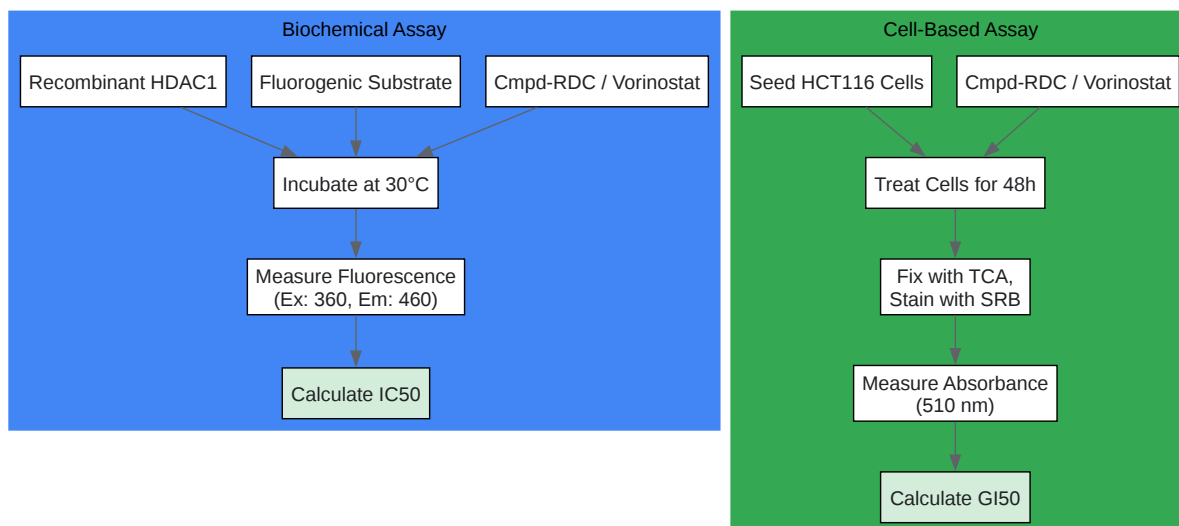 Biochemical Assay
Recombinant HDAC1
Fluorogenic Substrate
Cmpd-RDC / Vorinostat
Incubate at 30°C
Measure Fluorescence
(Ex: 360, Em: 460)
Calculate IC50
Cell-Based Assay
Seed HCT116 Cells
Cmpd-RDC / Vorinostat
Treat Cells for 48h
Fix with TCA,
Stain with SRB
Measure Absorbance
(510 nm)
Calculate GI50